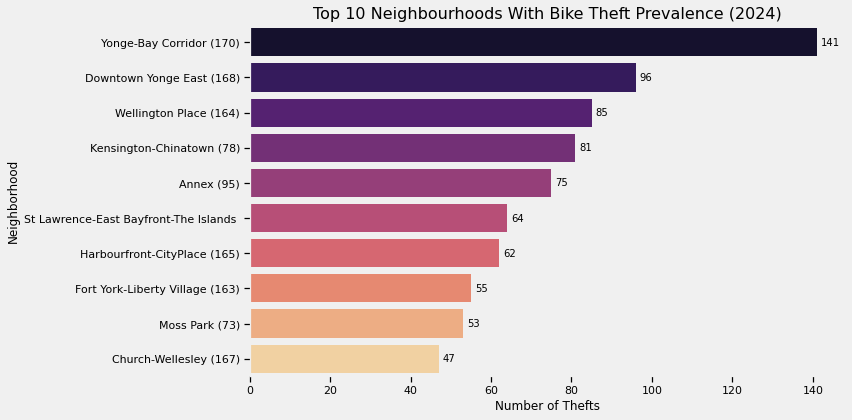 Top 10 Neighbourhoods With Bike Theft Prevalence (2024)
Neighborhood
Yonge-Bay Corridor (170) 141
Downtown Yonge East (168) 96
Wellington Place (164) 85
Kensington-Chinatown (78) 81
Annex (95) 75
St Lawrence-East Bayfront-The Islands 64
Harbourfront-CityPlace (165) 62
Fort York-Liberty Village (163) 55
Moss Park (73) 53
Church-Wellesley (167) 47
0 20 40 60 80 100 120 140
Number of Thefts